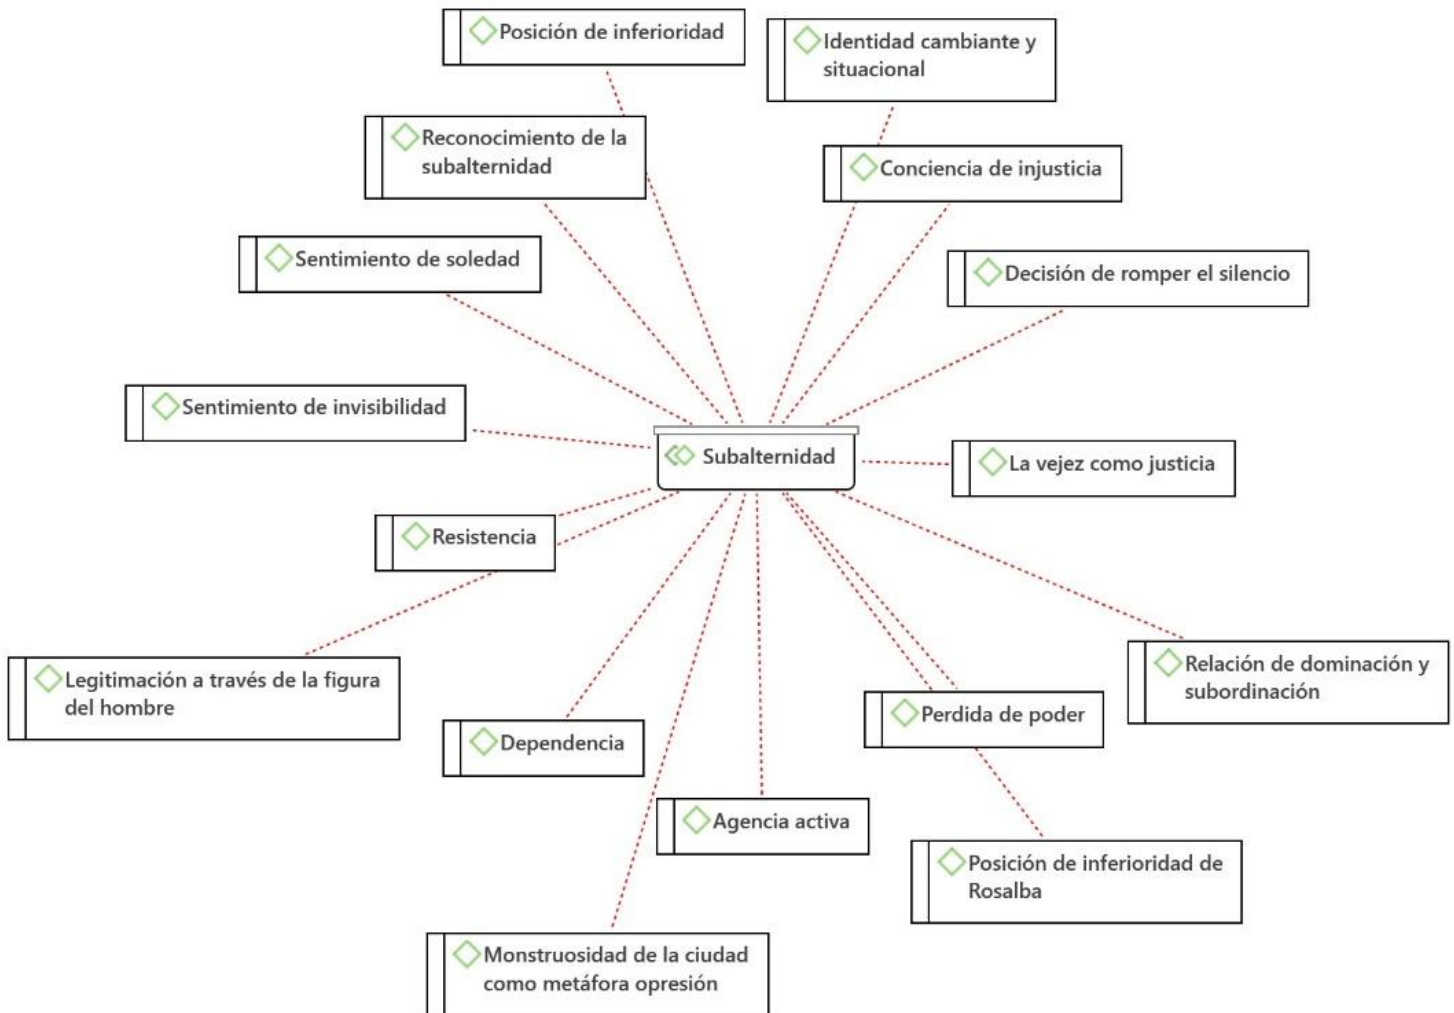 Posición de inferioridad
Identidad cambiante y
situacional
Reconocimiento de la
subalternidad
Conciencia de injusticia
Sentimiento de soledad
Decisión de romper el silencio
Sentimiento de invisibilidad
Subalternidad
La vejez como justicia
Resistencia
Legitimación a través de la figura
del hombre
Relación de dominación y
subordinación
Perdida de poder
Dependencia
Agencia activa
Posición de inferioridad de
Rosalba
Monstruosidad de la ciudad
como metáfora opresión